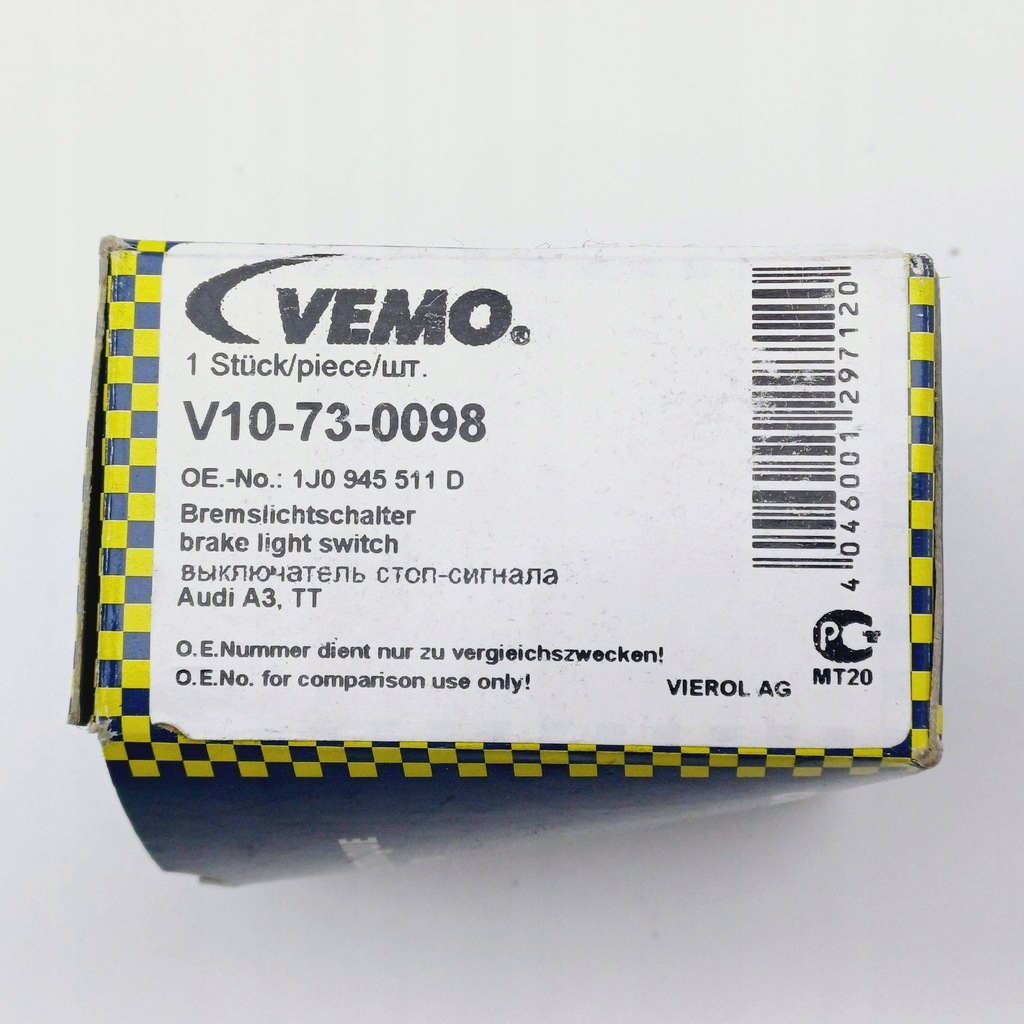 VEMO®
1 Stück/piece/шт.
V10-73-0098
OE.-No.: 1J0 945 511 D
Bremslichtschalter
brake light switch
выключатель стоп-сигнала
Audi A3, TT
O.E.Nummer dient nur zu vergleichszwecken!
O.E.No. for comparison use only!
VIEROL AG
4 046001 297120
PC
MT20